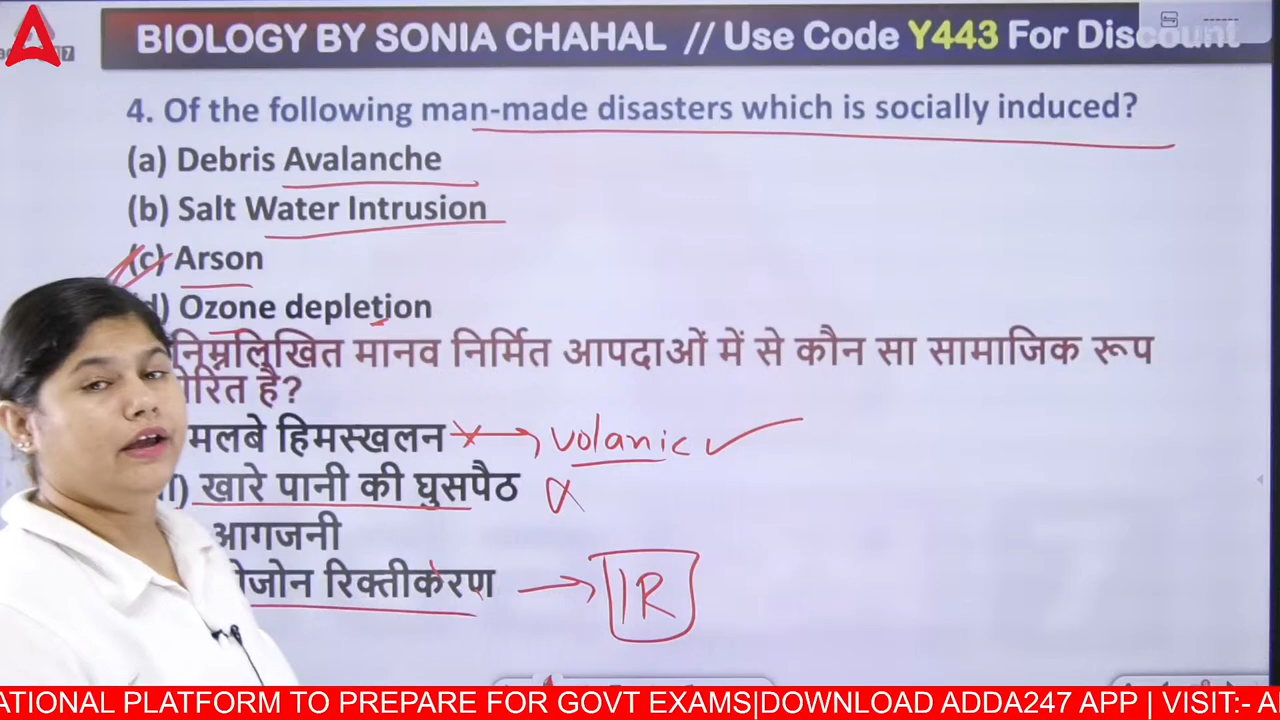 BIOLOGY BY SONIA CHAHAL // Use Code Y443 For Discount
4. Of the following man-made disasters which is socially induced?
(a) Debris Avalanche
(b) Salt Water Intrusion
(c) Arson
(d) Ozone depletion
निम्नलिखित मानव निर्मित आपदाओं में से कौन सा सामाजिक रूप
है?
मलबे हिमस्खलन volanic
खारे पानी की घुसपैठ
आगजनी
रिक्तीकरण IR
ATIONAL PLATFORM TO PREPARE FOR GOVT EXAMS|DOWNLOAD ADDA247 APP | VISIT:- A